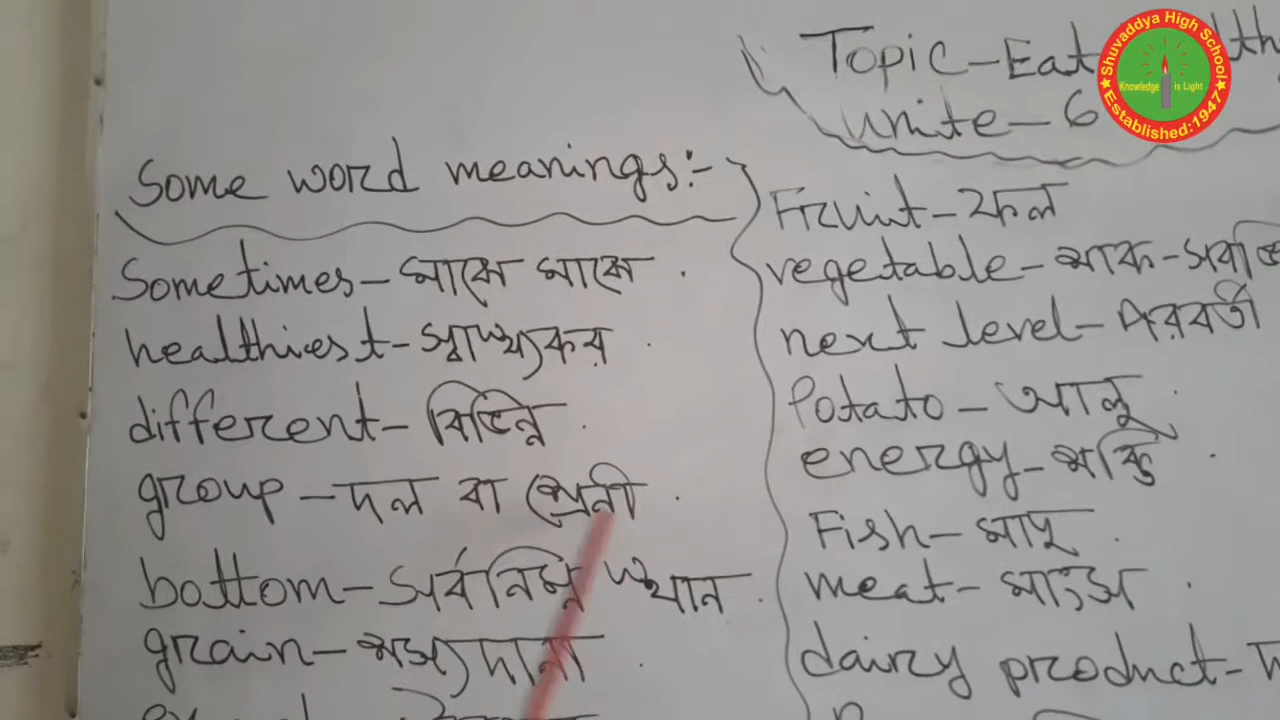 Topic-Eat
unite-6
Shuvaddya High School
Knowledge is Light
Established:1947
Some word meanings:-
Sometimes-মাঝে মাঝে .
healthiest-স্বাস্থ্যকর .
different-বিভিন্ন .
group-দল বা শ্রেনী .
bottom-সর্বনিম্ন স্থান .
grain-শস্যদানা .
Fruint-ফল
vegetable-শাক-সবজি
next level-পরবর্তী
Potato-আলু .
energy-শক্তি .
Fish-মাছ .
meat-মাংস .
dairy product-